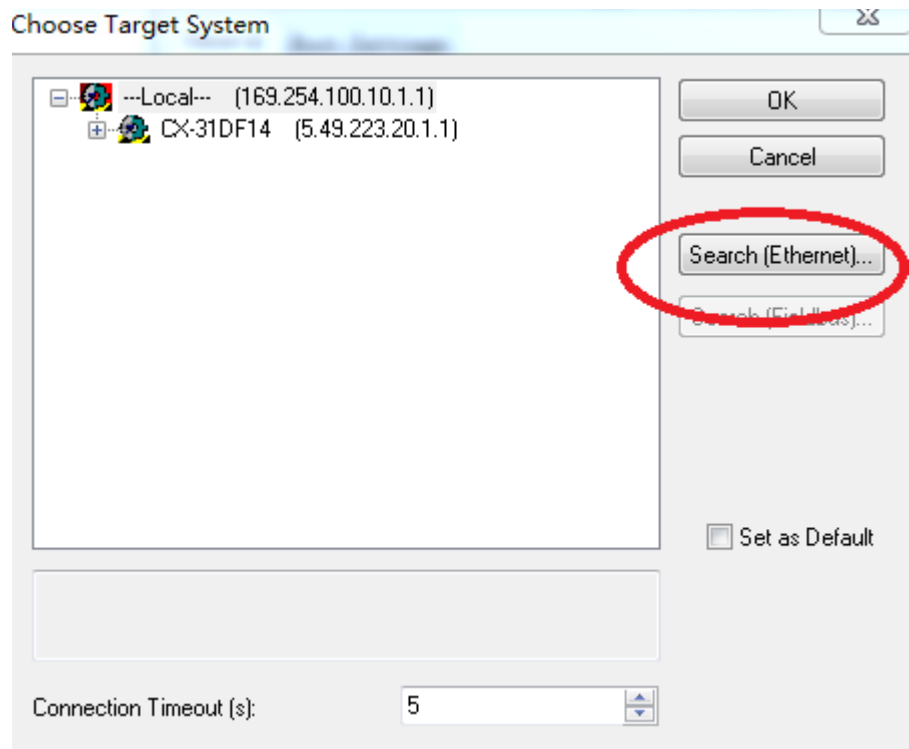 Choose Target System
---Local--- (169.254.100.10.1.1)
CX-31DF14 (5.49.223.20.1.1)
OK
Cancel
Search (Ethernet)...
Search (Fieldbus)...
Set as Default
Connection Timeout (s):
5